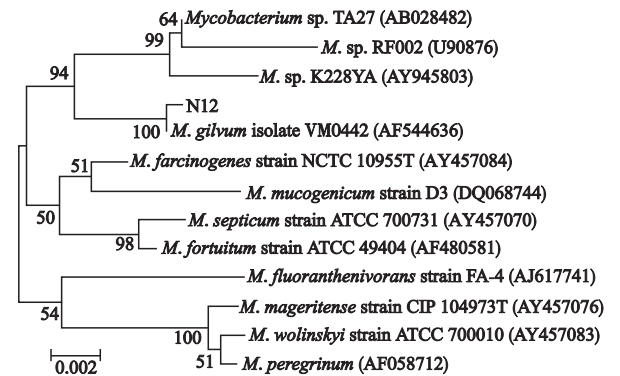 64 Mycobacterium sp. TA27 (AB028482)
99
M. sp. RF002 (U90876)
94
M. sp. K228YA (AY945803)
N12
100 M. gilvum isolate VM0442 (AF544636)
51 M. farcinogenes strain NCTC 10955T (AY457084)
M. mucogenicum strain D3 (DQ068744)
50
M. septicum strain ATCC 700731 (AY457070)
98 M. fortuitum strain ATCC 49404 (AF480581)
M. fluoranthenivorans strain FA-4 (AJ617741)
54
M. mageritense strain CIP 104973T (AY457076)
100 M. wolinskyi strain ATCC 700010 (AY457083)
51 M. peregrinum (AF058712)
0.002